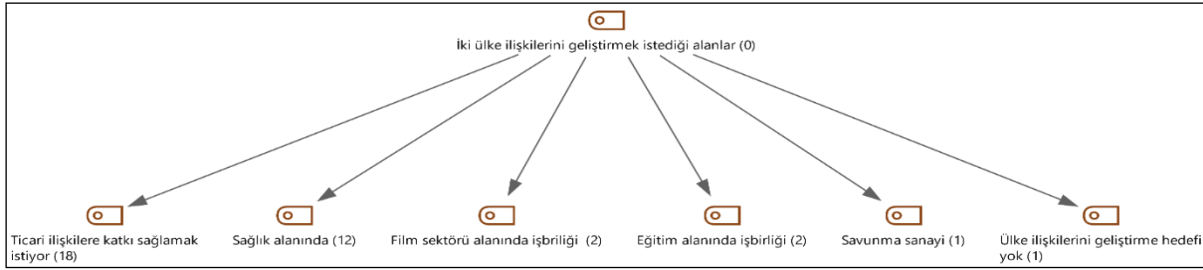 İki ülke ilişkilerini geliştirmek istediği alanlar (0)
Ticari ilişkilere katkı sağlamak
istiyor (18)
Sağlık alanında (12)
Film sektörü alanında işbriliği (2)
Eğitim alanında işbirliği (2)
Savunma sanayi (1)
Ülke ilişkilerini geliştirme hedefi
yok (1)